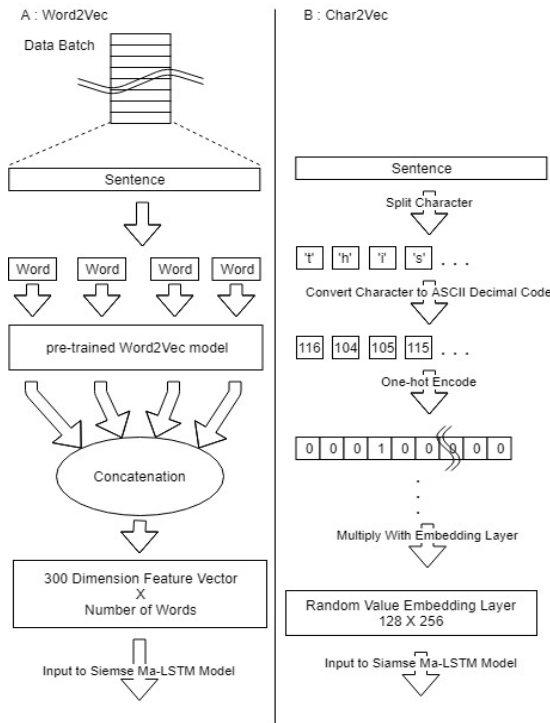 A : Word2Vec
Data Batch
Sentence
Word Word Word Word
pre-trained Word2Vec model
Concatenation
300 Dimension Feature Vector
X
Number of Words
Input to Siemse Ma-LSTM Model
B : Char2Vec
Sentence
Split Character
't' 'h' 'i' 's' . . .
Convert Character to ASCII Decimal Code
116 104 105 115 . . .
One-hot Encode
0 0 0 1 0 0 0 0 0
.
.
.
Multiply With Embedding Layer
Random Value Embedding Layer
128 X 256
Input to Siamse Ma-LSTM Model